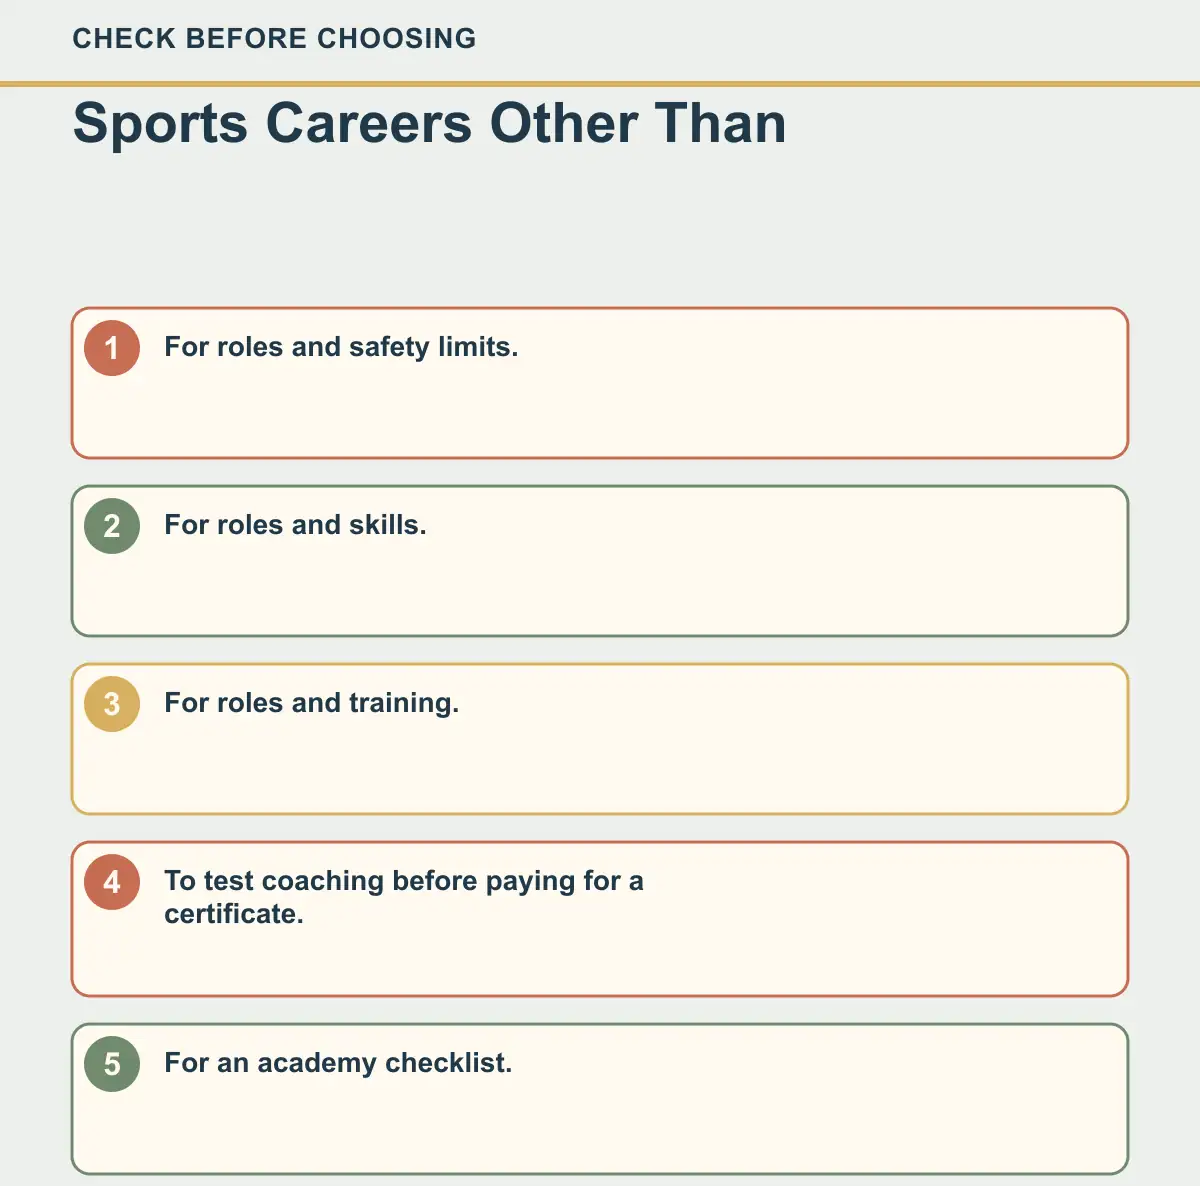 CHECK BEFORE CHOOSING
Sports Careers Other Than
1 For roles and safety limits.
2 For roles and skills.
3 For roles and training.
4 To test coaching before paying for a
certificate.
5 For an academy checklist.